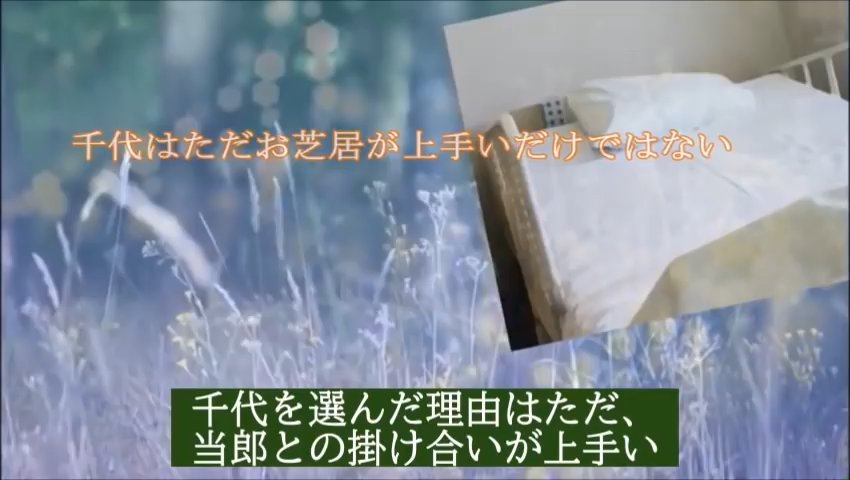 千代はただお芝居が上手いだけではない
千代を選んだ理由はただ、
当郎との掛け合いが上手い